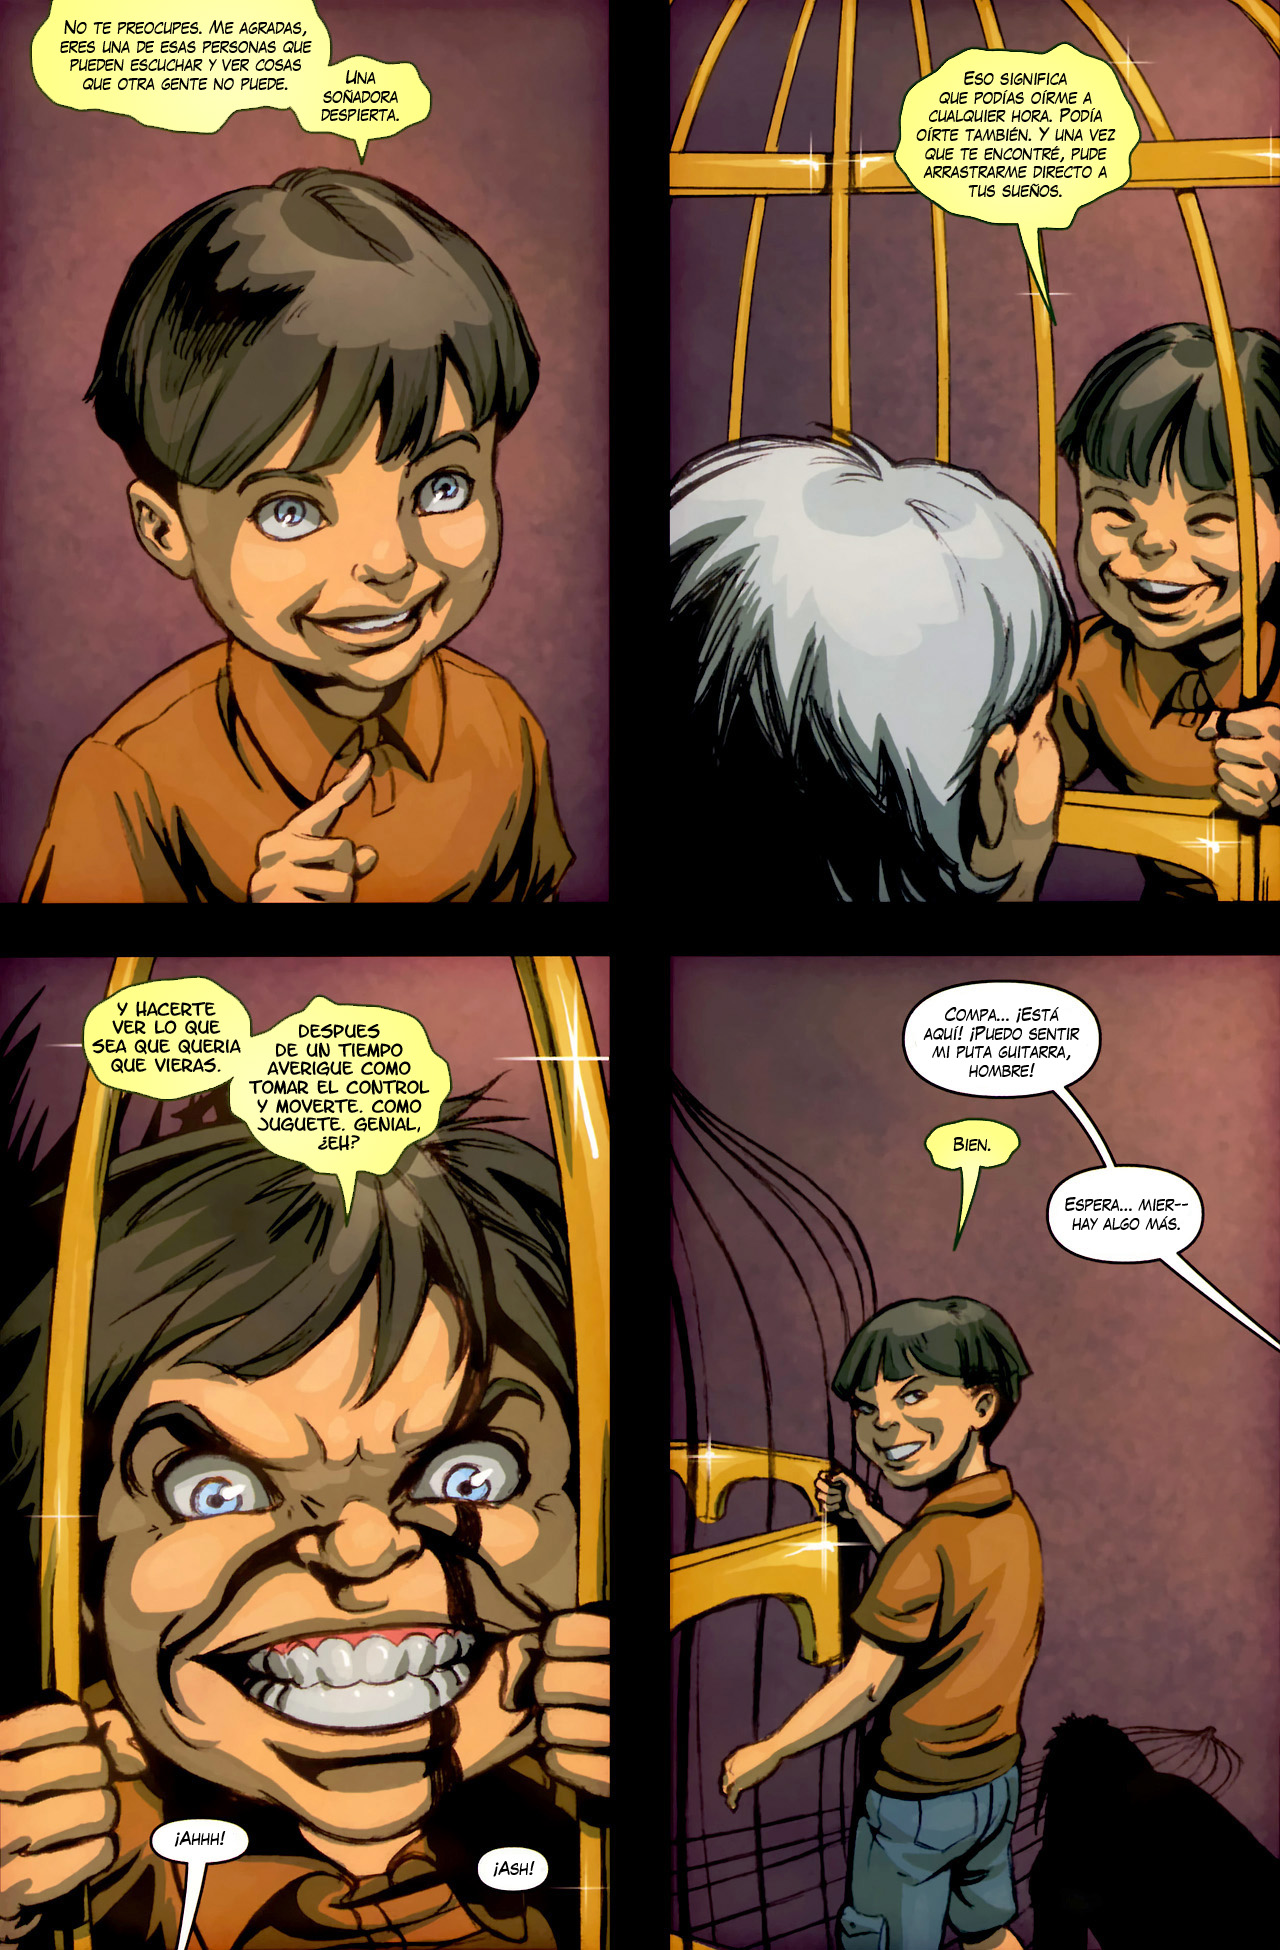 NO TE PREOCUPES. ME AGRADAS,
ERES UNA DE ESAS PERSONAS QUE
PUEDEN ESCUCHAR Y VER COSAS
QUE OTRA GENTE NO PUEDE.
UNA
SOÑADORA
DESPIERTA.
ESO SIGNIFICA
QUE PODÍAS OÍRME A
CUALQUIER HORA. PODÍA
OÍRTE TAMBIÉN. Y UNA VEZ
QUE TE ENCONTRÉ, PUDE
ARRASTRARME DIRECTO A
TUS SUEÑOS.
Y HACERTE
VER LO QUE
SEA QUE QUERIA
QUE VIERAS.
DESPUES
DE UN TIEMPO
AVERIGUE COMO
TOMAR EL CONTROL
Y MOVERTE. COMO
JUGUETE. GENIAL,
¿EH?
¡AHHH!
¡ASH!
COMPA... ¡ESTÁ
AQUÍ! ¡PUEDO SENTIR
MI PUTA GUITARRA,
HOMBRE!
BIEN.
ESPERA... MIER--
HAY ALGO MÁS.